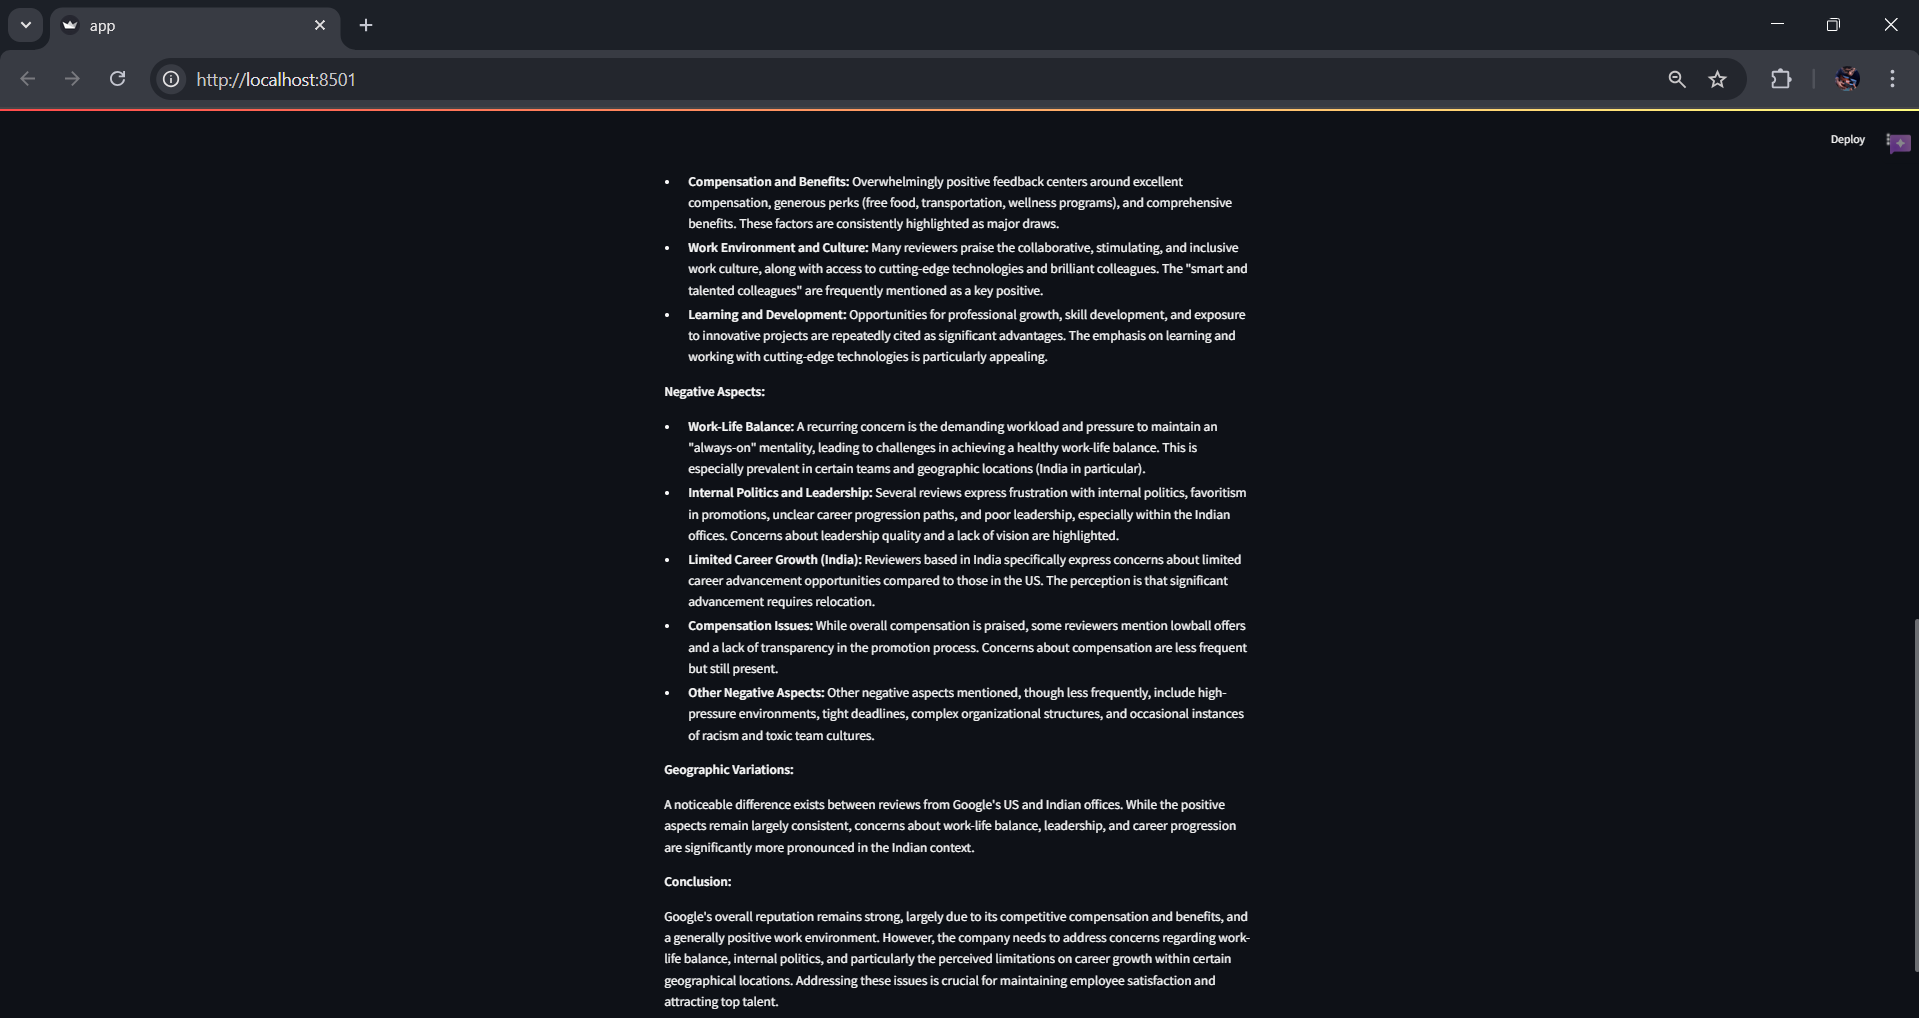 app
http://localhost:8501
Deploy
• Compensation and Benefits: Overwhelmingly positive feedback centers around excellent
compensation, generous perks (free food, transportation, wellness programs), and comprehensive
benefits. These factors are consistently highlighted as major draws.
• Work Environment and Culture: Many reviewers praise the collaborative, stimulating, and inclusive
work culture, along with access to cutting-edge technologies and brilliant colleagues. The "smart and
talented colleagues" are frequently mentioned as a key positive.
• Learning and Development: Opportunities for professional growth, skill development, and exposure
to innovative projects are repeatedly cited as significant advantages. The emphasis on learning and
working with cutting-edge technologies is particularly appealing.
Negative Aspects:
• Work-Life Balance: A recurring concern is the demanding workload and pressure to maintain an
"always-on" mentality, leading to challenges in achieving a healthy work-life balance. This is
especially prevalent in certain teams and geographic locations (India in particular).
• Internal Politics and Leadership: Several reviews express frustration with internal politics, favoritism
in promotions, unclear career progression paths, and poor leadership, especially within the Indian
offices. Concerns about leadership quality and a lack of vision are highlighted.
• Limited Career Growth (India): Reviewers based in India specifically express concerns about limited
career advancement opportunities compared to those in the US. The perception is that significant
advancement requires relocation.
• Compensation Issues: While overall compensation is praised, some reviewers mention lowball offers
and a lack of transparency in the promotion process. Concerns about compensation are less frequent
but still present.
• Other Negative Aspects: Other negative aspects mentioned, though less frequently, include high-
pressure environments, tight deadlines, complex organizational structures, and occasional instances
of racism and toxic team cultures.
Geographic Variations:
A noticeable difference exists between reviews from Google's US and Indian offices. While the positive
aspects remain largely consistent, concerns about work-life balance, leadership, and career progression
are significantly more pronounced in the Indian context.
Conclusion:
Google's overall reputation remains strong, largely due to its competitive compensation and benefits, and
a generally positive work environment. However, the company needs to address concerns regarding work-
life balance, internal politics, and particularly the perceived limitations on career growth within certain
geographical locations. Addressing these issues is crucial for maintaining employee satisfaction and
attracting top talent.